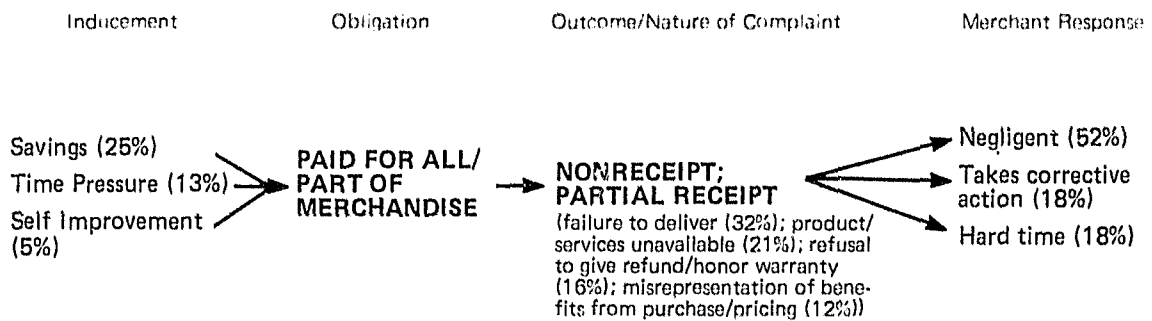 Inducement
Obligation
Outcome/Nature of Complaint
Merchant Response
Savings (25%)
Time Pressure (13%)
Self Improvement
(5%)
PAID FOR ALL/
PART OF
MERCHANDISE
NONRECEIPT;
PARTIAL RECEIPT
(failure to deliver (32%); product/
services unavailable (21%); refusal
to give refund/honor warranty
(16%); misrepresentation of bene-
fits from purchase/pricing (12%))
Negligent (52%)
Takes corrective
action (18%)
Hard time (18%)